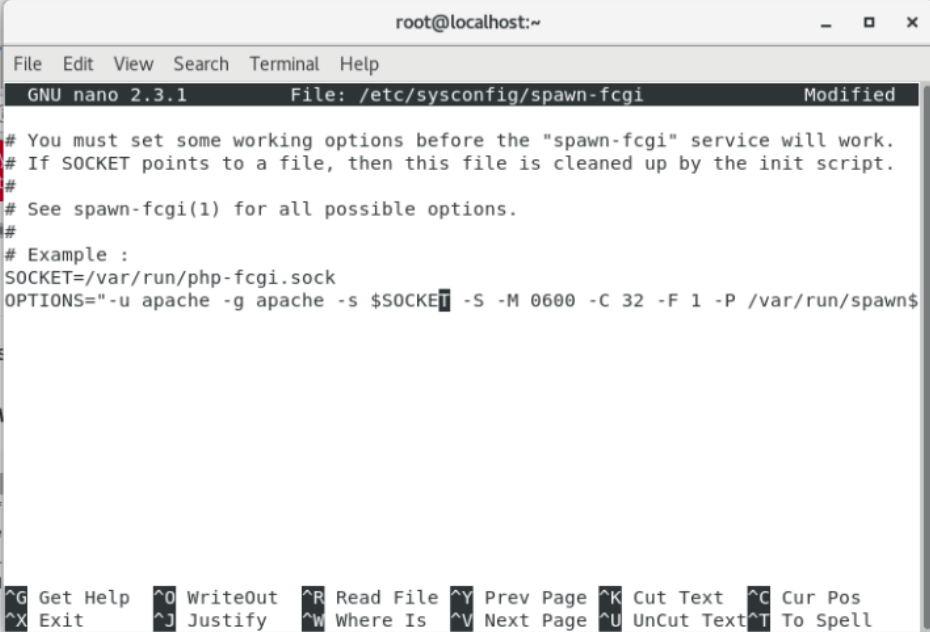 root@localhost:~
File Edit View Search Terminal Help
GNU nano 2.3.1 File: /etc/sysconfig/spawn-fcgi Modified
# You must set some working options before the "spawn-fcgi" service will work.
# If SOCKET points to a file, then this file is cleaned up by the init script.
#
# See spawn-fcgi(1) for all possible options.
#
# Example :
SOCKET=/var/run/php-fcgi.sock
OPTIONS="-u apache -g apache -s $SOCKET -S -M 0600 -C 32 -F 1 -P /var/run/spawn$
^G Get Help ^O WriteOut ^R Read File ^Y Prev Page ^K Cut Text ^C Cur Pos
^X Exit ^J Justify ^W Where Is ^V Next Page ^U UnCut Text ^T To Spell